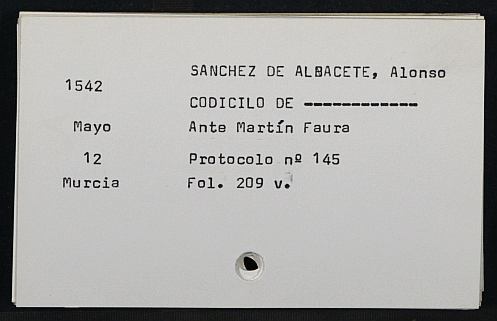 SANCHEZ DE ALBACETE, Alonso
1542
CODICILO DE ------------
Mayo Ante Martín Faura
12 Protocolo nº 145
Murcia Fol. 209 v.